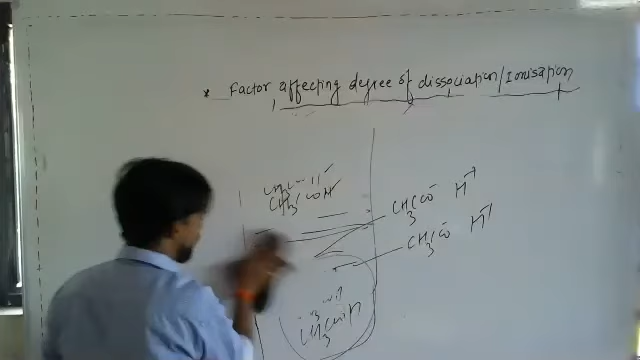 * Factor affecting degree of dissociation/Ionisation
CH3COOH
CH3COO⁻ H⁺
CH3COO⁻ H⁺
CH3COOH